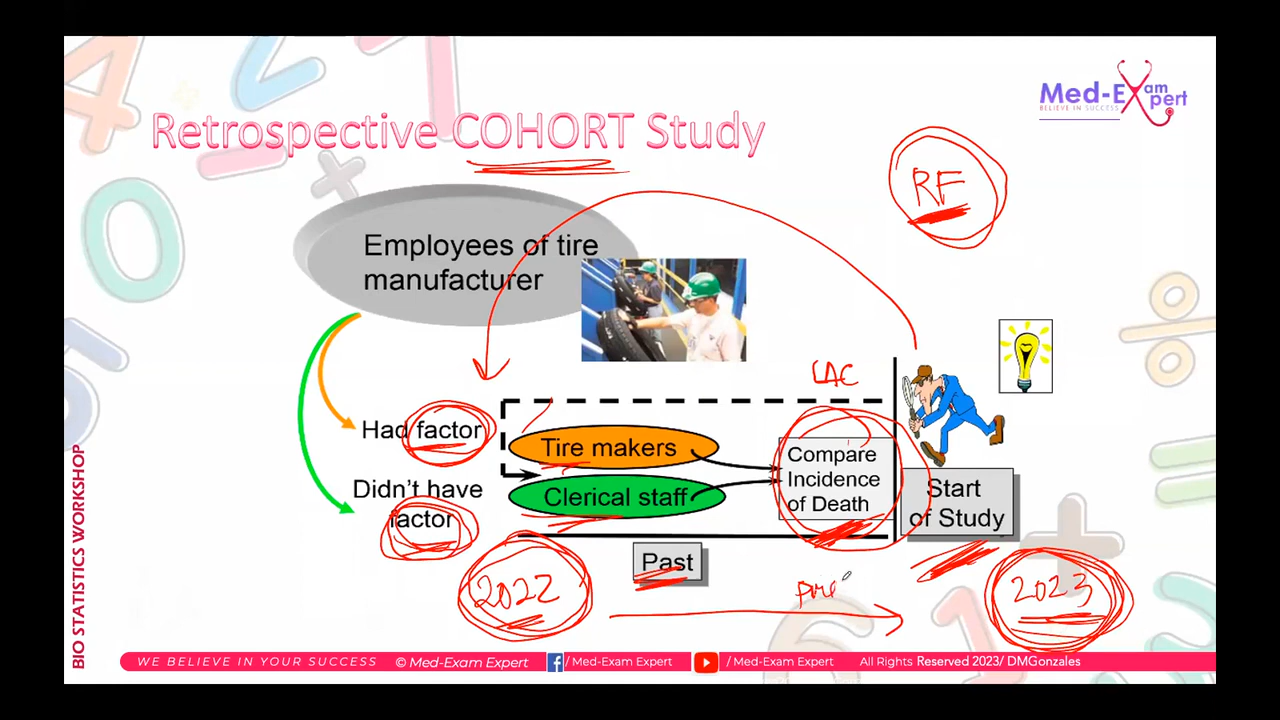 Med-Exam
Expert
BELIEVE IN SUCCESS
Retrospective COHORT Study
RF
Employees of tire
manufacturer
LAC
Had factor
Tire makers
Compare
Incidence
of Death
Didn't have
factor
Clerical staff
Start
of Study
Past
2022
2023
BIO STATISTICS WORKSHOP
WE BELIEVE IN YOUR SUCCESS © Med-Exam Expert / Med-Exam Expert / Med-Exam Expert All Rights Reserved 2023/ DMGonzales